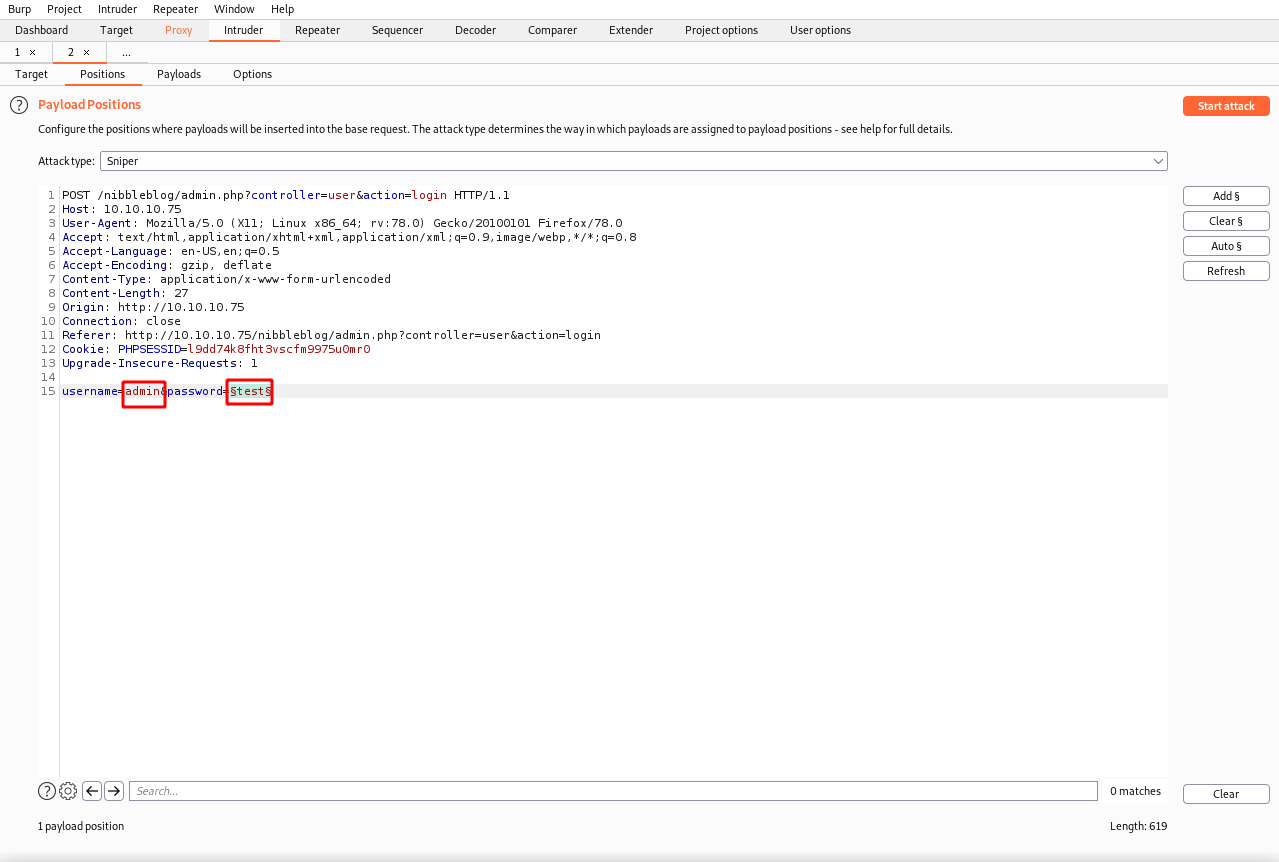 Burp Project Intruder Repeater Window Help
Dashboard Target Proxy Intruder Repeater Sequencer Decoder Comparer Extender Project options User options
1 × 2 × ...
Target Positions Payloads Options
? Payload Positions Start attack
Configure the positions where payloads will be inserted into the base request. The attack type determines the way in which payloads are assigned to payload positions - see help for full details.
Attack type: Sniper
1 POST /nibbleblog/admin.php?controller=user&action=login HTTP/1.1
2 Host: 10.10.10.75
3 User-Agent: Mozilla/5.0 (X11; Linux x86_64; rv:78.0) Gecko/20100101 Firefox/78.0
4 Accept: text/html,application/xhtml+xml,application/xml;q=0.9,image/webp,*/*;q=0.8
5 Accept-Language: en-US,en;q=0.5
6 Accept-Encoding: gzip, deflate
7 Content-Type: application/x-www-form-urlencoded
8 Content-Length: 27
9 Origin: http://10.10.10.75
10 Connection: close
11 Referer: http://10.10.10.75/nibbleblog/admin.php?controller=user&action=login
12 Cookie: PHPSESSID=l9dd74k8fht3vscfm9975u0mr0
13 Upgrade-Insecure-Requests: 1
14
15 username=admin&password=§test§
Add §
Clear §
Auto §
Refresh
? Search... 0 matches Clear
1 payload position Length: 619